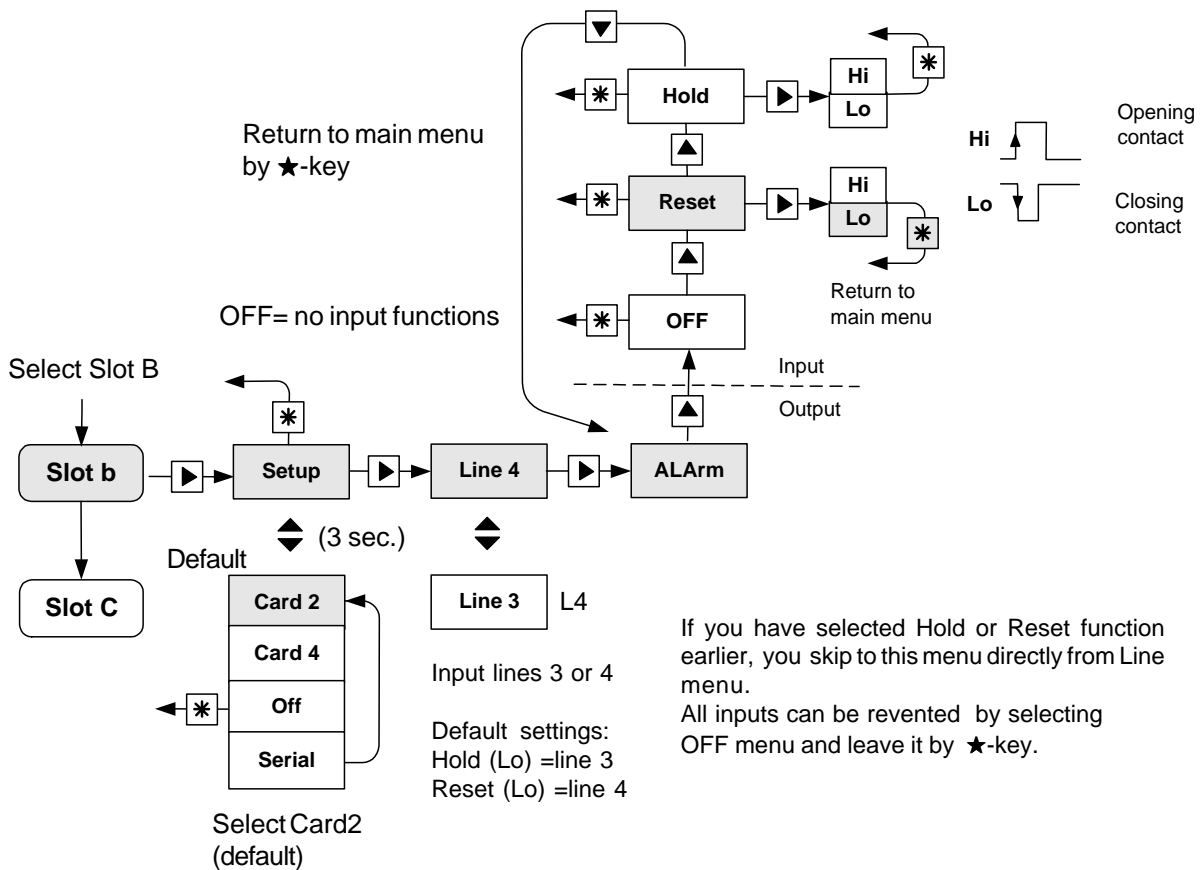 Hold
Hi
Lo
Hi
Opening
contact
Return to main menu
by ★-key
Reset
Hi
Lo
Lo
Closing
contact
Return to
main menu
OFF= no input functions
OFF
Input
Output
Select Slot B
Slot b
Setup
Line 4
ALArm
(3 sec.)
Default
Slot C
Card 2
Card 4
Off
Serial
Line 3 L4
Input lines 3 or 4
Default settings:
Hold (Lo) =line 3
Reset (Lo) =line 4
Select Card2
(default)
If you have selected Hold or Reset function
earlier, you skip to this menu directly from Line
menu.
All inputs can be revented by selecting
OFF menu and leave it by ★-key.